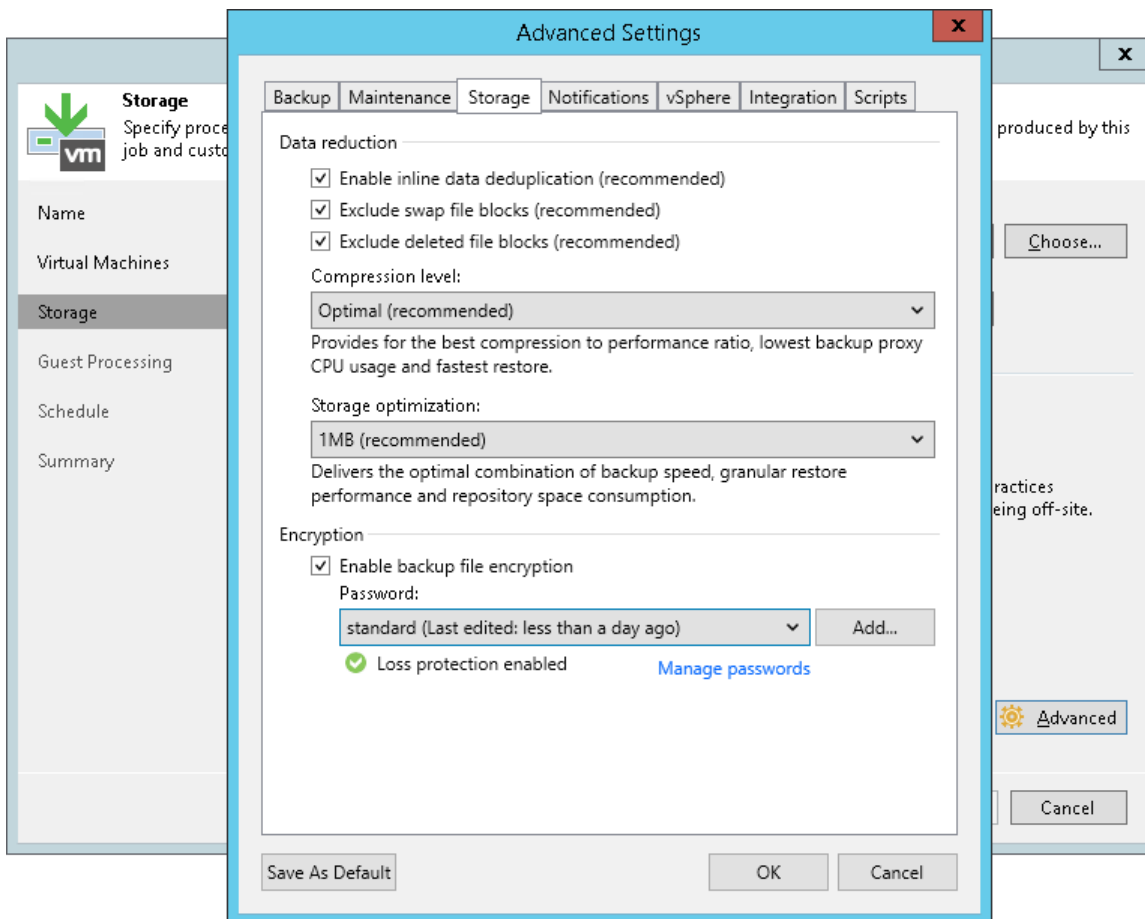 Advanced Settings
x
x
Storage
Specify proce
job and custo
produced by this
vm
Name
Virtual Machines
Storage
Guest Processing
Schedule
Summary
Backup
Maintenance
Storage
Notifications
vSphere
Integration
Scripts
Data reduction
Enable inline data deduplication (recommended)
Exclude swap file blocks (recommended)
Exclude deleted file blocks (recommended)
Compression level:
Optimal (recommended)
Provides for the best compression to performance ratio, lowest backup proxy
CPU usage and fastest restore.
Storage optimization:
1MB (recommended)
Delivers the optimal combination of backup speed, granular restore
performance and repository space consumption.
Encryption
Enable backup file encryption
Password:
standard (Last edited: less than a day ago)
Add...
Loss protection enabled
Manage passwords
Choose...
ractices
eing off-site.
Advanced
Cancel
Save As Default
OK
Cancel